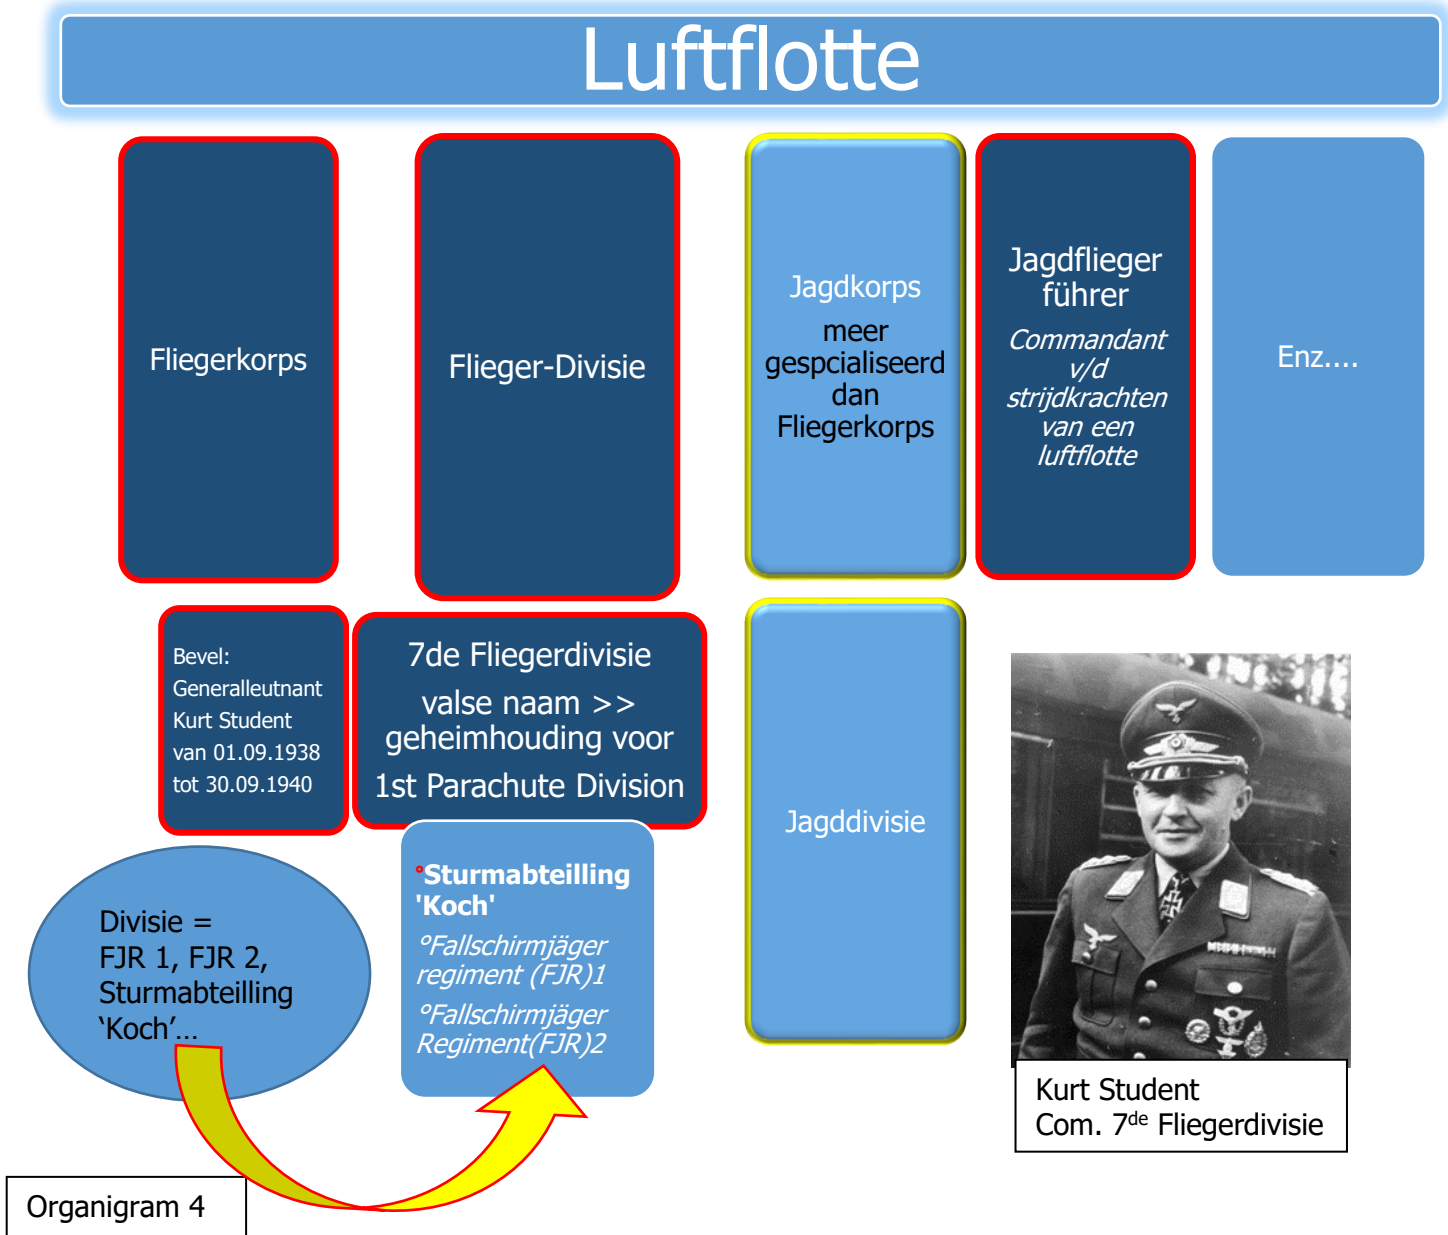 Luftflotte
Fliegerkorps
Flieger-Divisie
Jagdkorps
meer
gespcialiseerd
dan
Fliegerkorps
Jagdflieger
führer
Commandant
v/d
strijdkrachten
van een
luftflotte
Enz....
Bevel:
Generalleutnant
Kurt Student
van 01.09.1938
tot 30.09.1940
7de Fliegerdivisie
valse naam >>
geheimhouding voor
1st Parachute Division
Jagddivisie
°Sturmabteilling
'Koch'
°Fallschirmjäger
regiment (FJR)1
°Fallschirmjäger
Regiment(FJR)2
Divisie =
FJR 1, FJR 2,
Sturmabteilling
‘Koch’…
Kurt Student
Com. 7de Fliegerdivisie
Organigram 4